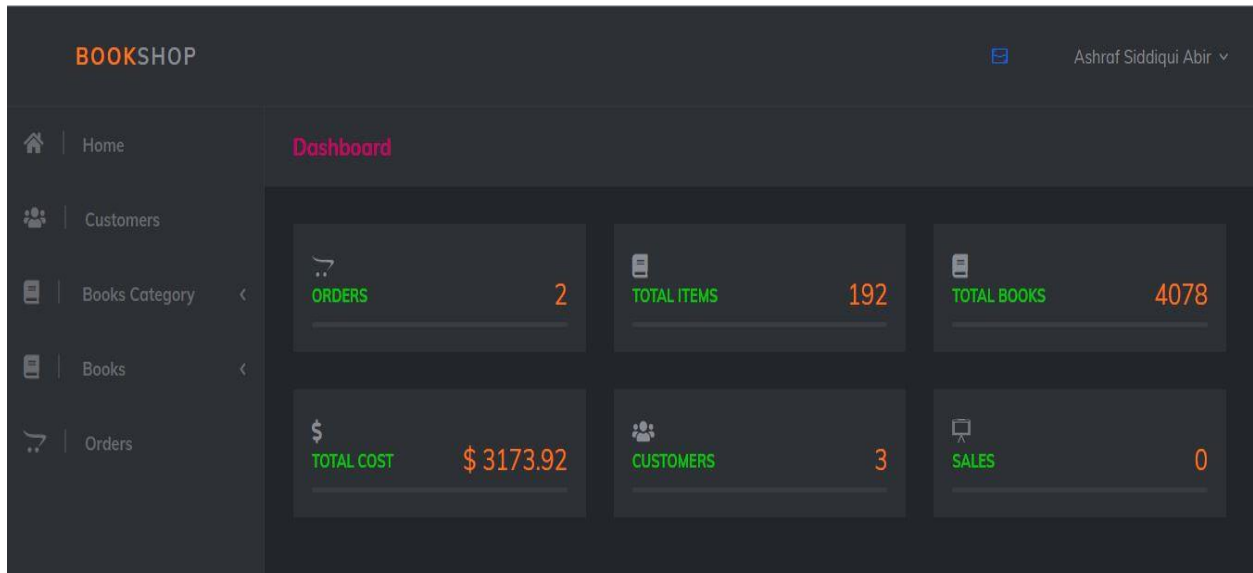 BOOKSHOP
Ashraf Siddiqui Abir
Home
Customers
Books Category
Books
Orders
Dashboard
ORDERS 2
TOTAL ITEMS 192
TOTAL BOOKS 4078
TOTAL COST $ 3173.92
CUSTOMERS 3
SALES 0